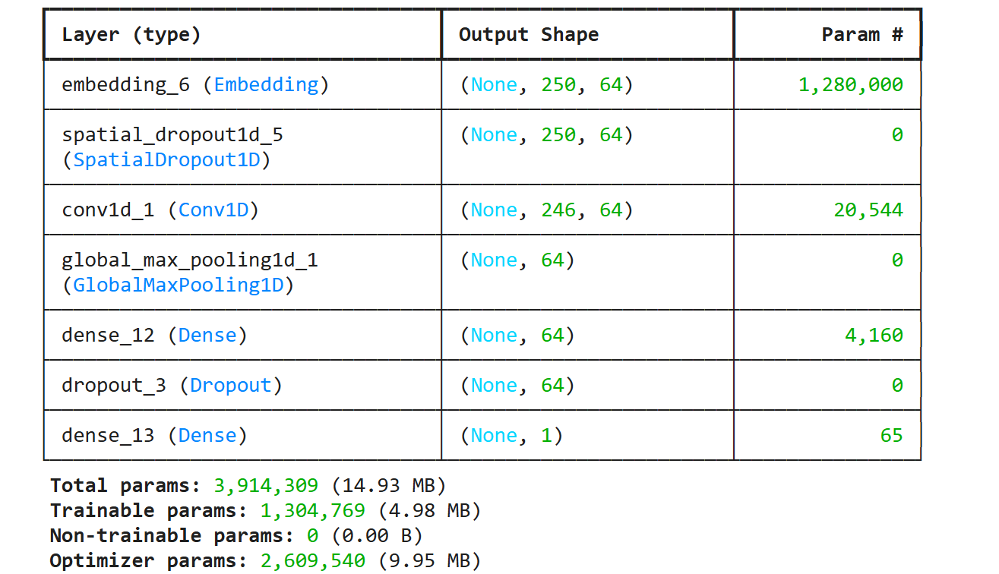 Layer (type) Output Shape Param #
embedding_6 (Embedding) (None, 250, 64) 1,280,000
spatial_dropout1d_5 (None, 250, 64) 0
(SpatialDropout1D)
conv1d_1 (Conv1D) (None, 246, 64) 20,544
global_max_pooling1d_1 (None, 64) 0
(GlobalMaxPooling1D)
dense_12 (Dense) (None, 64) 4,160
dropout_3 (Dropout) (None, 64) 0
dense_13 (Dense) (None, 1) 65
Total params: 3,914,309 (14.93 MB)
Trainable params: 1,304,769 (4.98 MB)
Non-trainable params: 0 (0.00 B)
Optimizer params: 2,609,540 (9.95 MB)